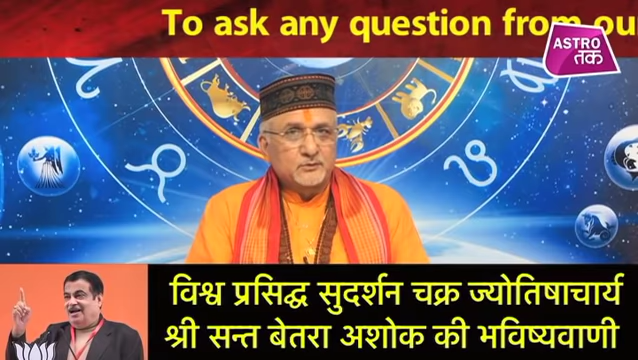 To ask any question from ou
ASTRO
तक
विश्व प्रसिद्ध सुदर्शन चक्र ज्योतिषाचार्य
श्री सन्त बेतरा अशोक की भविष्यवाणी